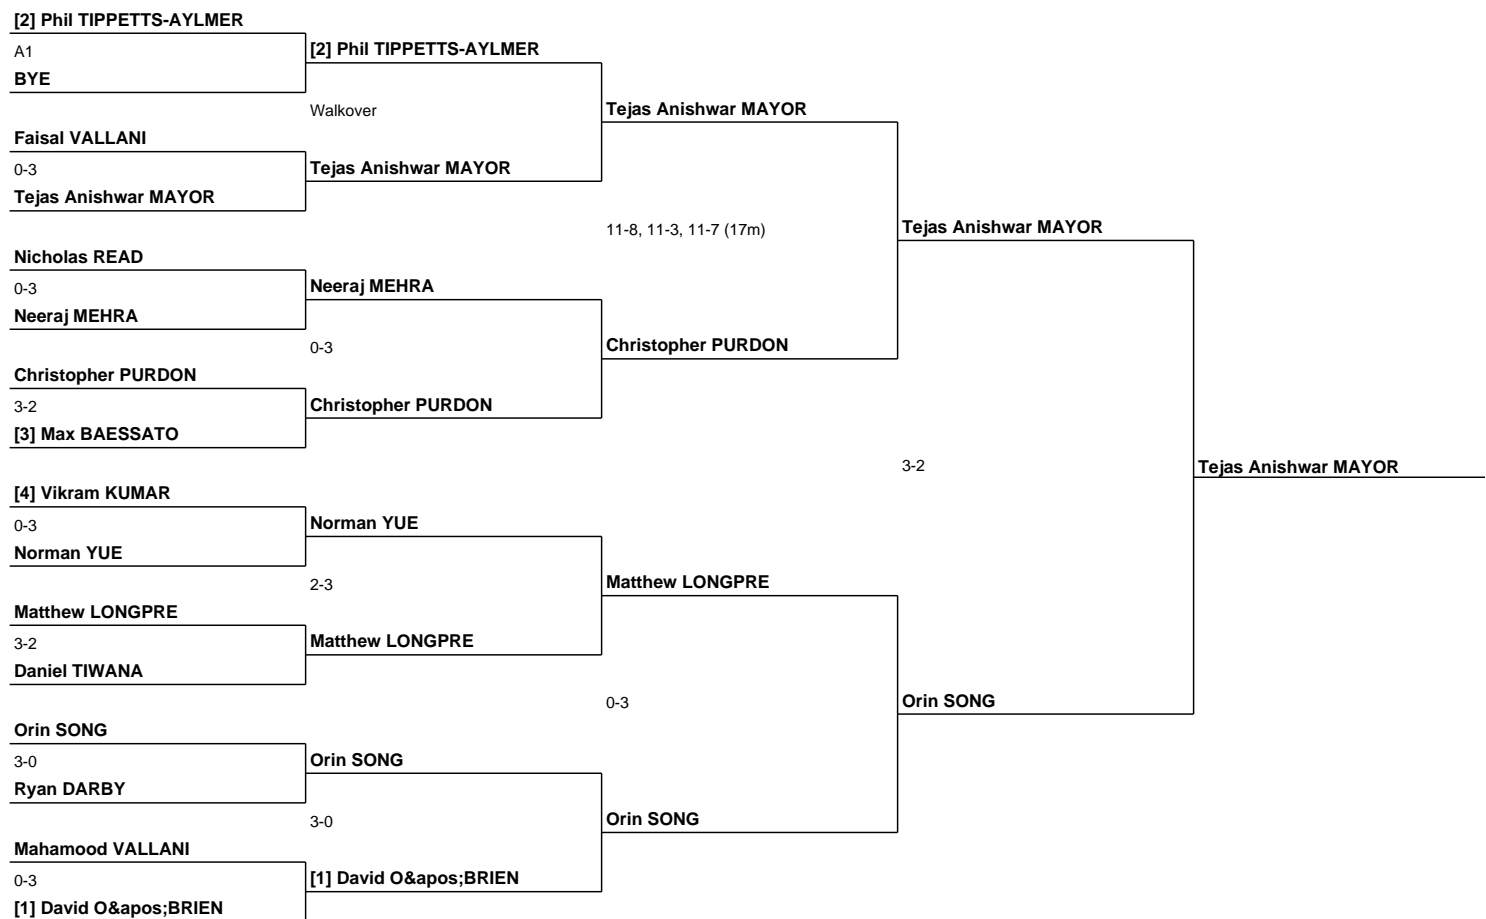 [2] Phil TIPPETTS-AYLMER
A1
BYE
Faisal VALLANI
0-3
Tejas Anishwar MAYOR
Nicholas READ
0-3
Neeraj MEHRA
Christopher PURDON
3-2
[3] Max BAESSATO
[4] Vikram KUMAR
0-3
Norman YUE
Matthew LONGPRE
3-2
Daniel TIWANA
Orin SONG
3-0
Ryan DARBY
Mahamood VALLANI
0-3
[1] David O&apos;BRIEN
[2] Phil TIPPETTS-AYLMER
Walkover
Tejas Anishwar MAYOR
Neeraj MEHRA
0-3
Christopher PURDON
Norman YUE
2-3
Matthew LONGPRE
Orin SONG
3-0
[1] David O&apos;BRIEN
Tejas Anishwar MAYOR
11-8, 11-3, 11-7 (17m)
Christopher PURDON
Matthew LONGPRE
0-3
Orin SONG
Tejas Anishwar MAYOR
3-2
Orin SONG
Tejas Anishwar MAYOR